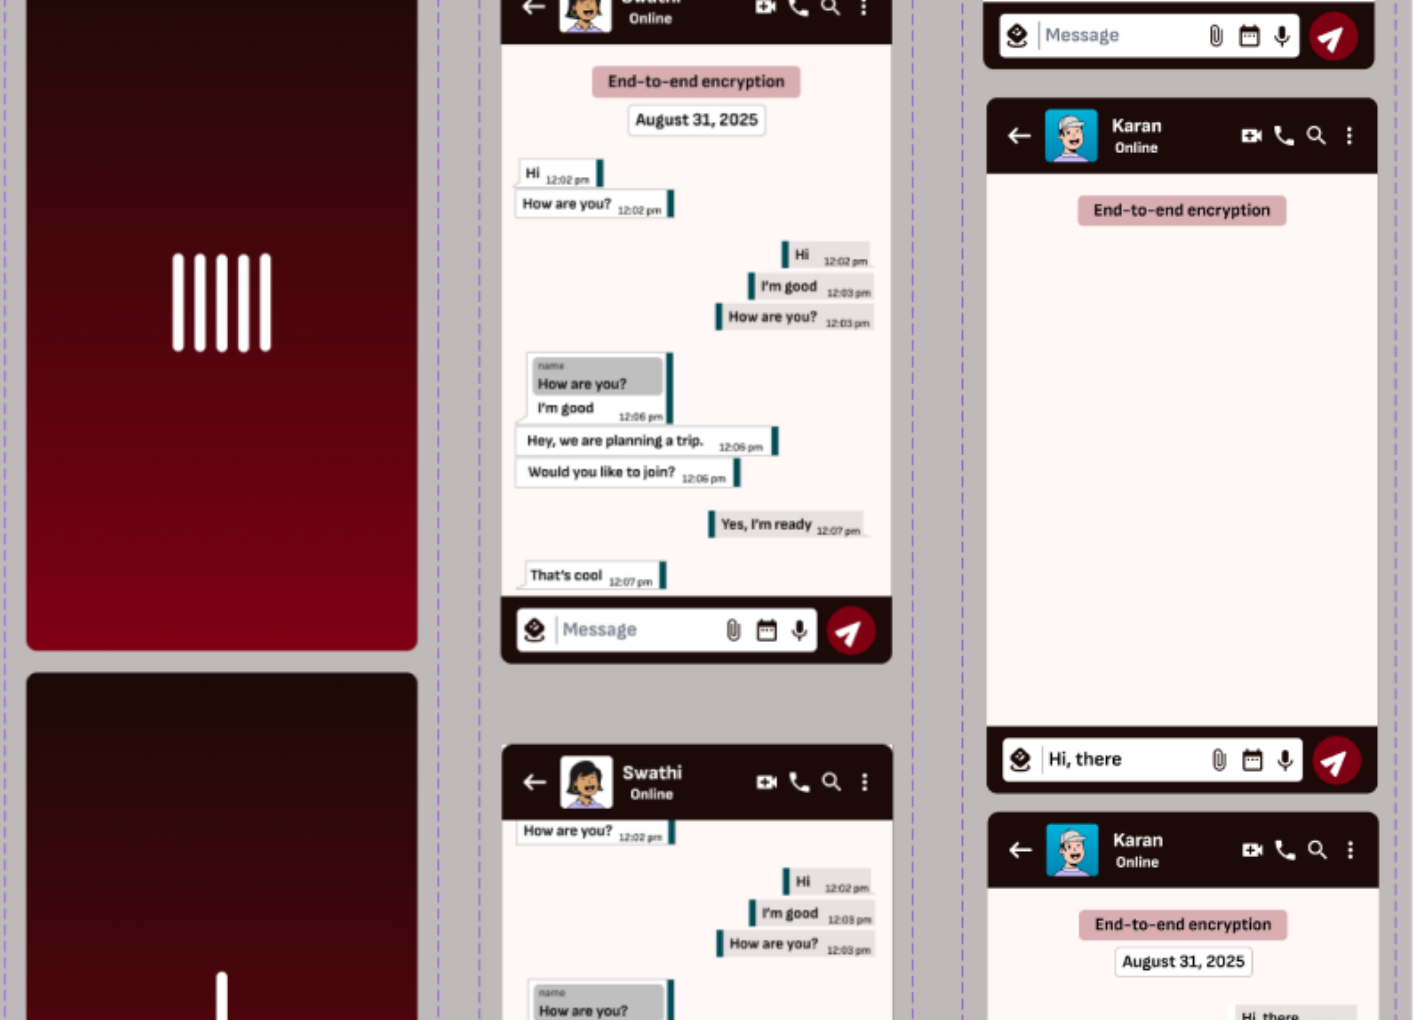 Swathi
Online
End-to-end encryption
August 31, 2025
Hi 12:02 pm
How are you? 12:02 pm
Hi 12:02 pm
I'm good 12:03 pm
How are you? 12:03 pm
name
How are you?
I'm good 12:06 pm
Hey, we are planning a trip. 12:06 pm
Would you like to join? 12:06 pm
Yes, I'm ready 12:07 pm
That's cool 12:07 pm
Message
Swathi
Online
How are you? 12:02 pm
Hi 12:02 pm
I'm good 12:03 pm
How are you? 12:03 pm
name
How are you?
Message
Karan
Online
End-to-end encryption
Hi, there
Karan
Online
End-to-end encryption
August 31, 2025
Hi, there